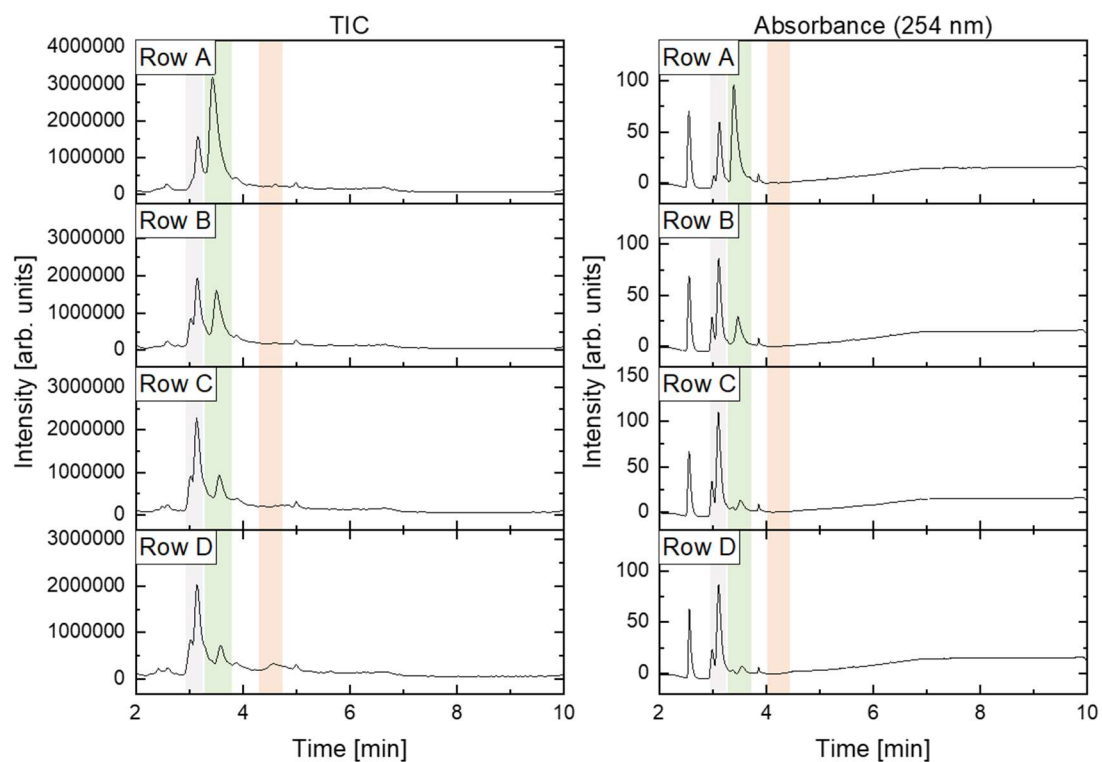 TIC
Absorbance (254 nm)
Row A
4000000
3000000
2000000
1000000
0
Row B
3000000
2000000
1000000
0
Row C
3000000
2000000
1000000
0
Row D
3000000
2000000
1000000
0
2 4 6 8 10
Time [min]
Intensity [arb. units]
Row A
100
50
0
Row B
100
50
0
Row C
150
100
50
0
Row D
100
50
0
2 4 6 8 10
Time [min]
Intensity [arb. units]